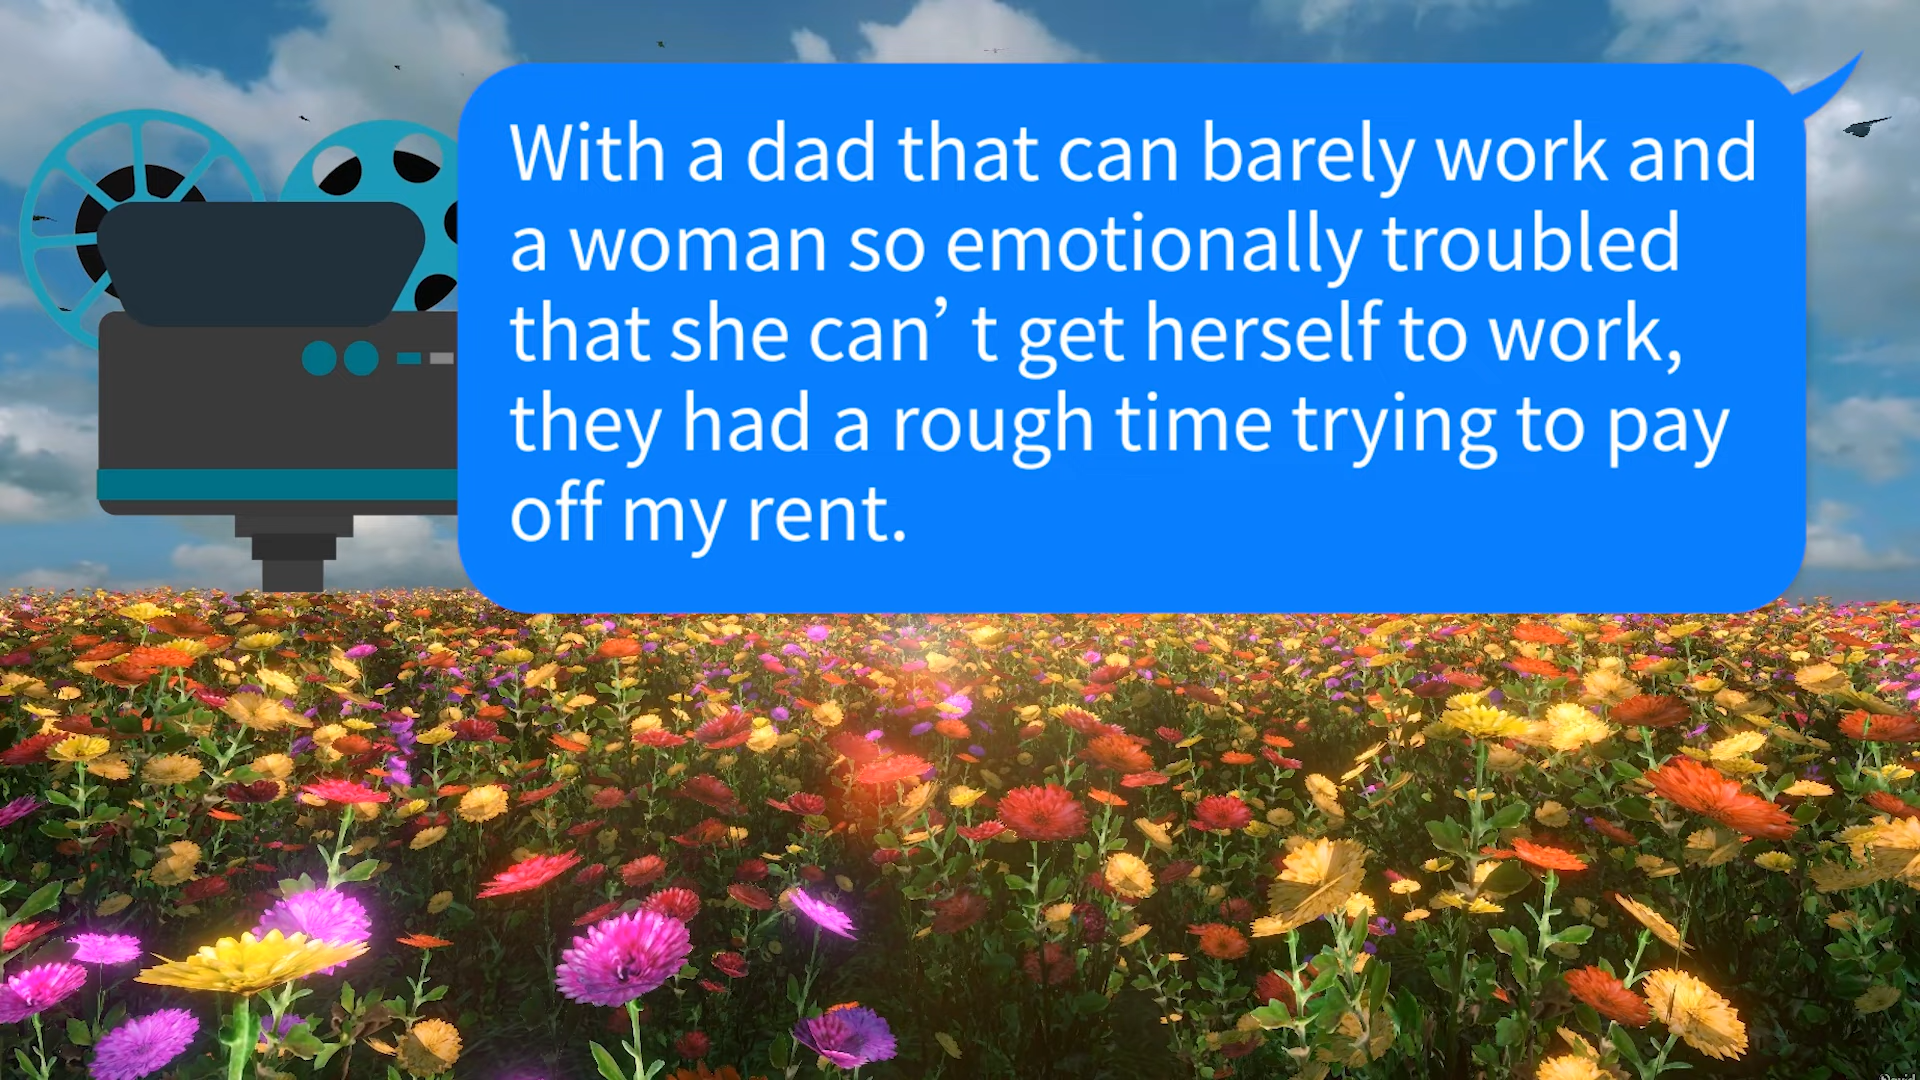 With a dad that can barely work and
a woman so emotionally troubled
that she can’ t get herself to work,
they had a rough time trying to pay
off my rent.